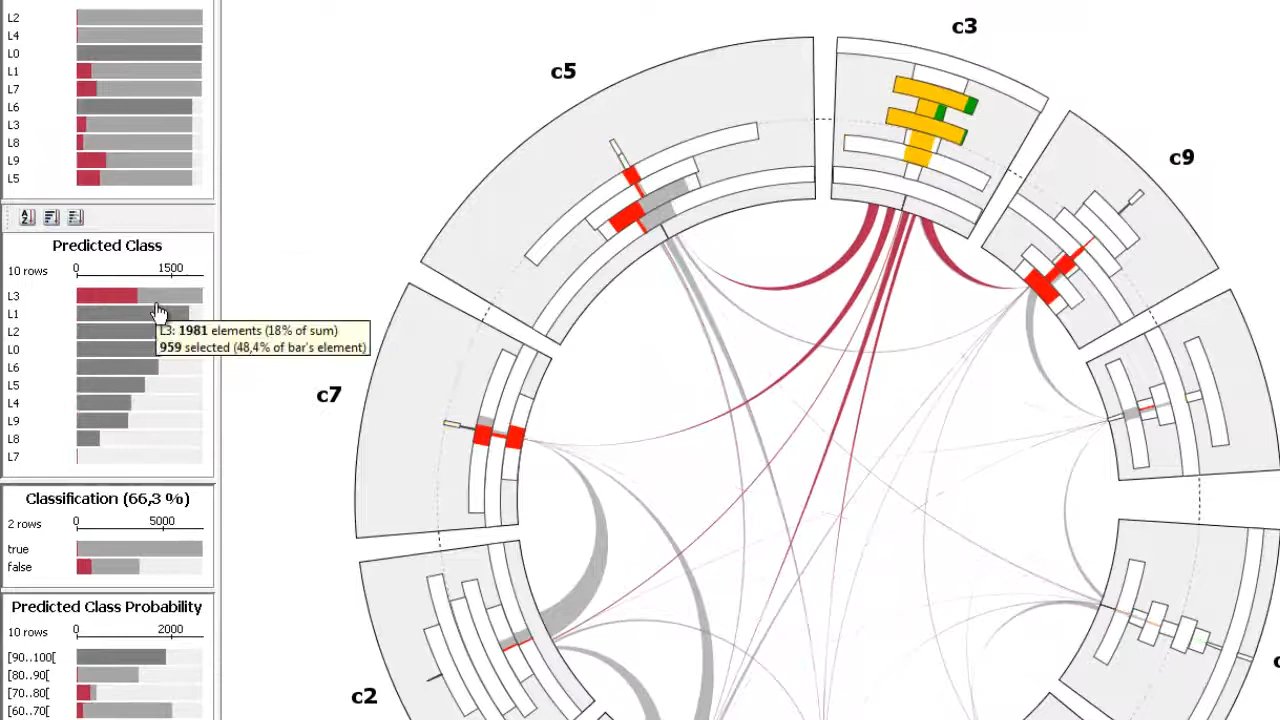 L2
L4
L0
L1
L7
L6
L3
L8
L9
L5
Predicted Class
10 rows 0 1500
L3
L1
L2
L0
L6
L5
L4
L9
L8
L7
L3: 1981 elements (18% of sum)
959 selected (48,4% of bar's element)
Classification (66,3 %)
2 rows 0 5000
true
false
Predicted Class Probability
10 rows 0 2000
[90..100[
[80..90[
[70..80[
[60..70[
c3
c5
c9
c7
c2